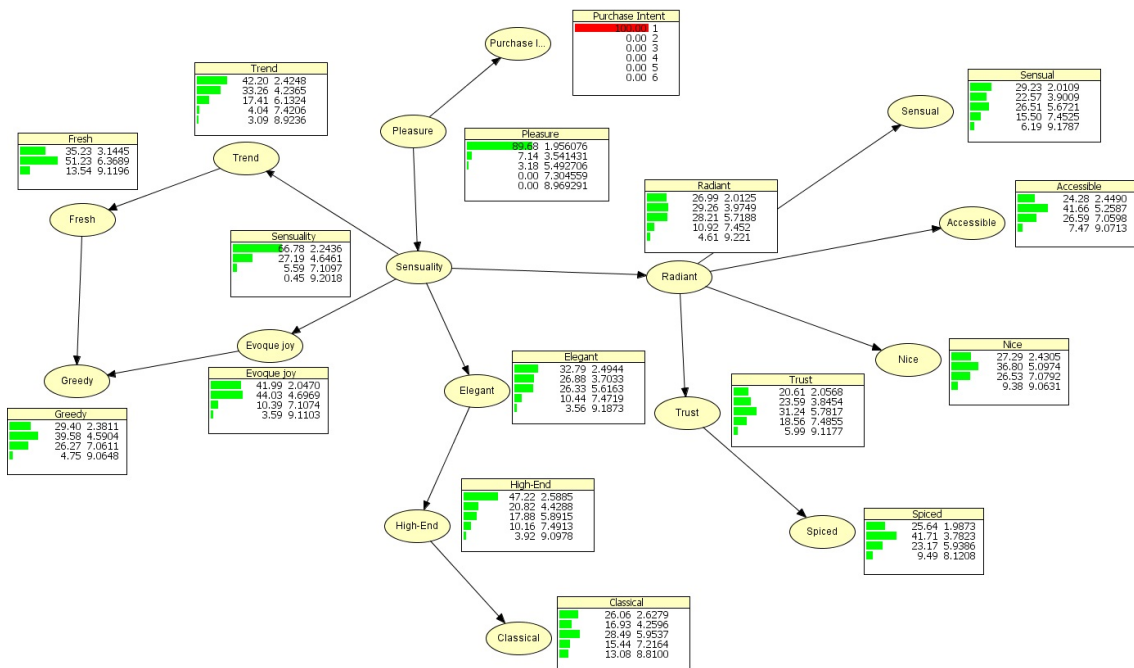 Purchase Intent
100.00 1
0.00 2
0.00 3
0.00 4
0.00 5
0.00 6
Purchase I...
Trend
42.20 2.4248
33.26 4.2365
17.41 6.1324
4.04 7.4206
3.09 8.9236
Sensual
29.23 2.0109
22.57 3.9009
26.51 5.6721
15.50 7.4525
6.19 9.1787
Sensual
Pleasure
Fresh
35.23 3.1445
51.23 6.3689
13.54 9.1196
Trend
Pleasure
89.68 1.956076
7.14 3.541431
3.18 5.492706
0.00 7.304559
0.00 8.969291
Radiant
26.99 2.0125
29.26 3.9749
28.21 5.7188
10.92 7.452
4.61 9.221
Accessible
24.28 2.4490
41.66 5.2587
26.59 7.0598
7.47 9.0713
Fresh
Accessible
Sensuality
66.78 2.2436
27.19 4.6461
5.59 7.1097
0.45 9.2018
Sensuality
Radiant
Evoque joy
Nice
Nice
27.29 2.4305
36.80 5.0974
26.53 7.0792
9.38 9.0631
Greedy
Evoque joy
41.99 2.0470
44.03 4.6969
10.39 7.1074
3.59 9.1103
Elegant
Elegant
32.79 2.4944
26.88 3.7033
26.33 5.6163
10.44 7.4719
3.56 9.1873
Trust
Trust
20.61 2.0568
23.59 3.8454
31.24 5.7817
18.56 7.4855
5.99 9.1177
Greedy
29.40 2.3811
39.58 4.5904
26.27 7.0611
4.75 9.0648
High-End
47.22 2.5885
20.82 4.4288
17.88 5.8915
10.16 7.4913
3.92 9.0978
High-End
Spiced
Spiced
25.64 1.9873
41.71 3.7823
23.17 5.9386
9.49 8.1208
Classical
26.06 2.6279
16.93 4.2596
28.49 5.9537
15.44 7.2164
13.08 8.8100
Classical